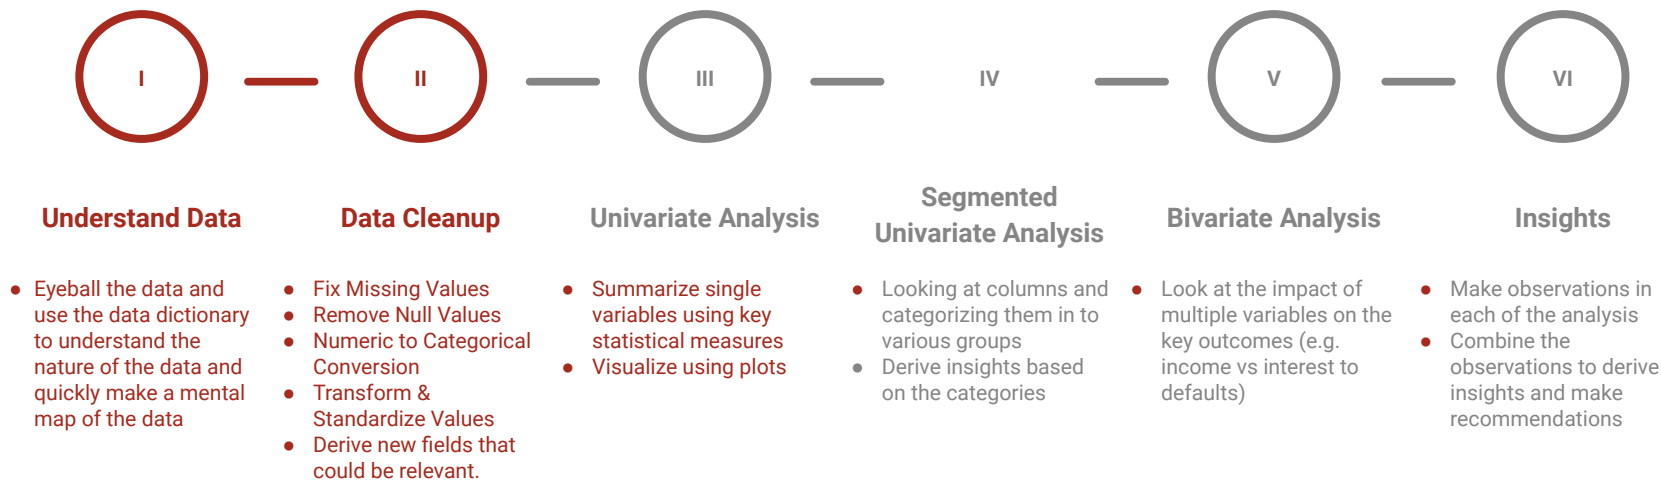 I
II
III
IV
V
VI
Understand Data
Data Cleanup
Univariate Analysis
Segmented
Univariate Analysis
Bivariate Analysis
Insights
● Eyeball the data and
use the data dictionary
to understand the
nature of the data and
quickly make a mental
map of the data
● Fix Missing Values
● Remove Null Values
● Numeric to Categorical
Conversion
● Transform &
Standardize Values
● Derive new fields that
could be relevant.
● Summarize single
variables using key
statistical measures
● Visualize using plots
● Looking at columns and
categorizing them in to
various groups
● Derive insights based
on the categories
● Look at the impact of
multiple variables on the
key outcomes (e.g.
income vs interest to
defaults)
● Make observations in
each of the analysis
● Combine the
observations to derive
insights and make
recommendations